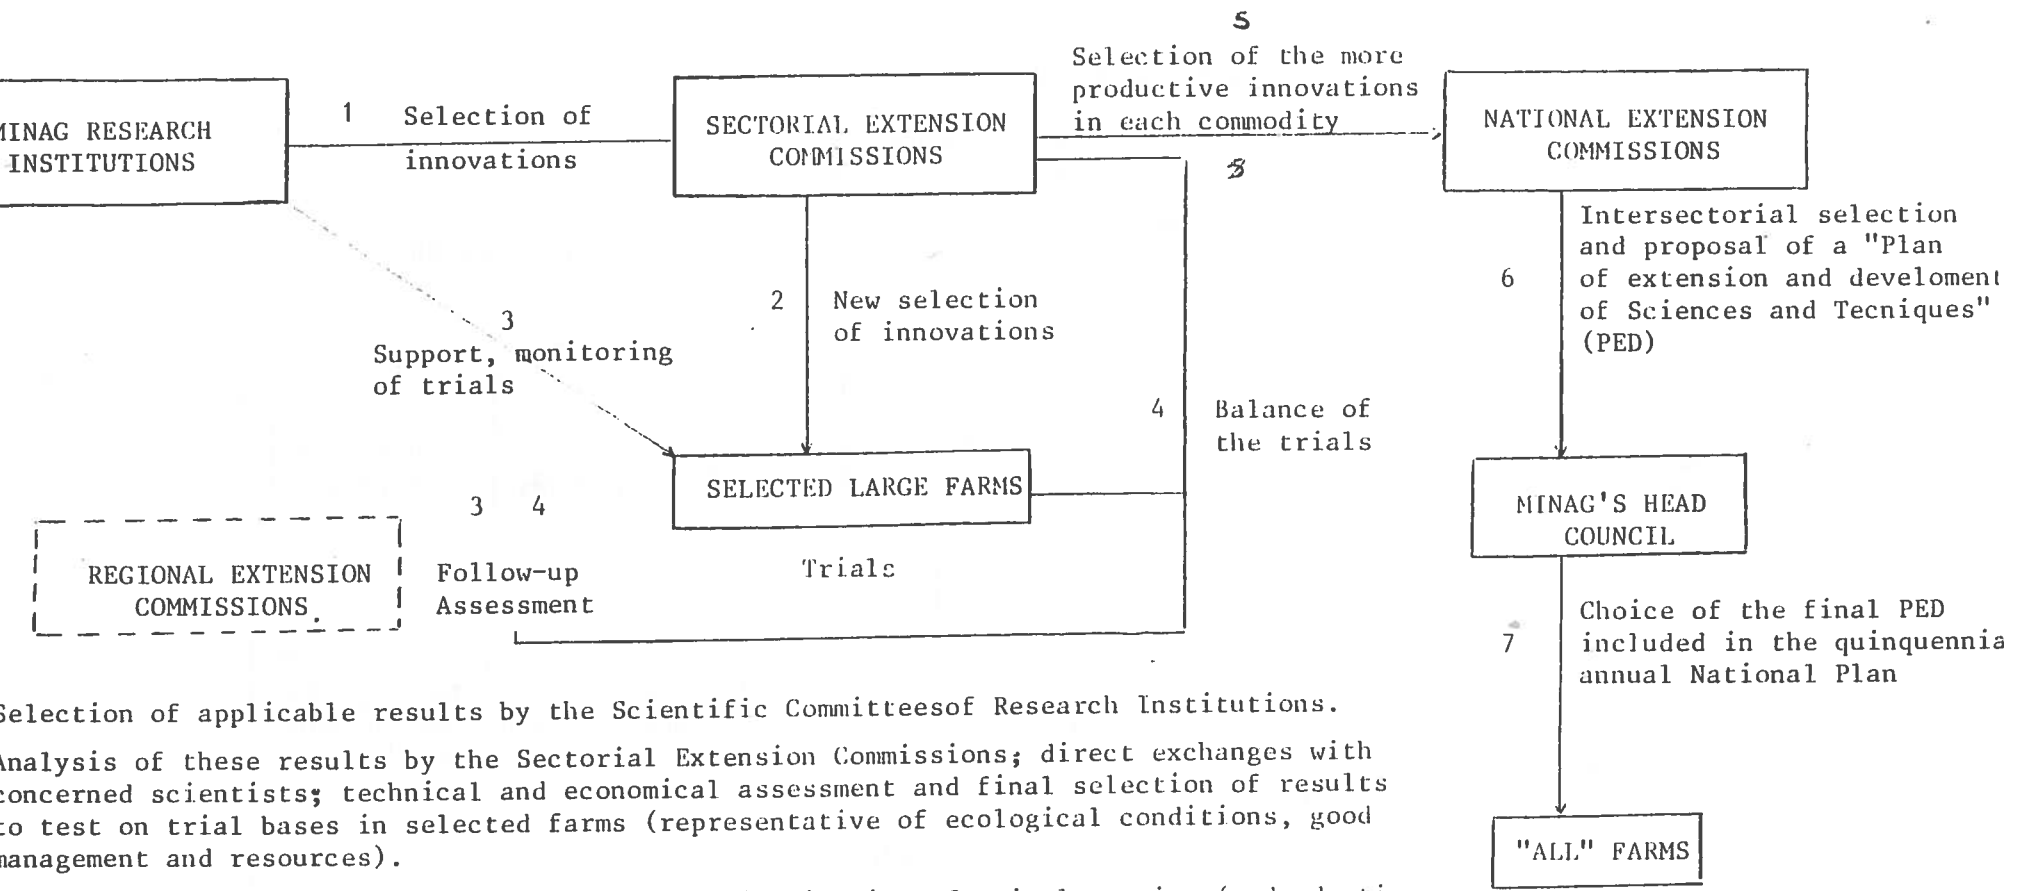 5
Selection of the more
productive innovations
in each commodity
MINAG RESEARCH
INSTITUTIONS
1
Selection of
innovations
SECTORIAL EXTENSION
COMMISSIONS
NATIONAL EXTENSION
COMMISSIONS
Intersectorial selection
and proposal of a "Plan
of extension and develoment
of Sciences and Tecniques"
(PED)
6
2
New selection
of innovations
3
Support, monitoring
of trials
4
Balance of
the trials
SELECTED LARGE FARMS
Trials
MINAG'S HEAD
COUNCIL
3 4
REGIONAL EXTENSION
COMMISSIONS
Follow-up
Assessment
7
Choice of the final PED
included in the quinquennia
annual National Plan
Selection of applicable results by the Scientific Committeesof Research Institutions.
Analysis of these results by the Sectorial Extension Commissions; direct exchanges with
concerned scientists; technical and economical assessment and final selection of results
to test on trial bases in selected farms (representative of ecological conditions, good
management and resources).
"ALL" FARMS